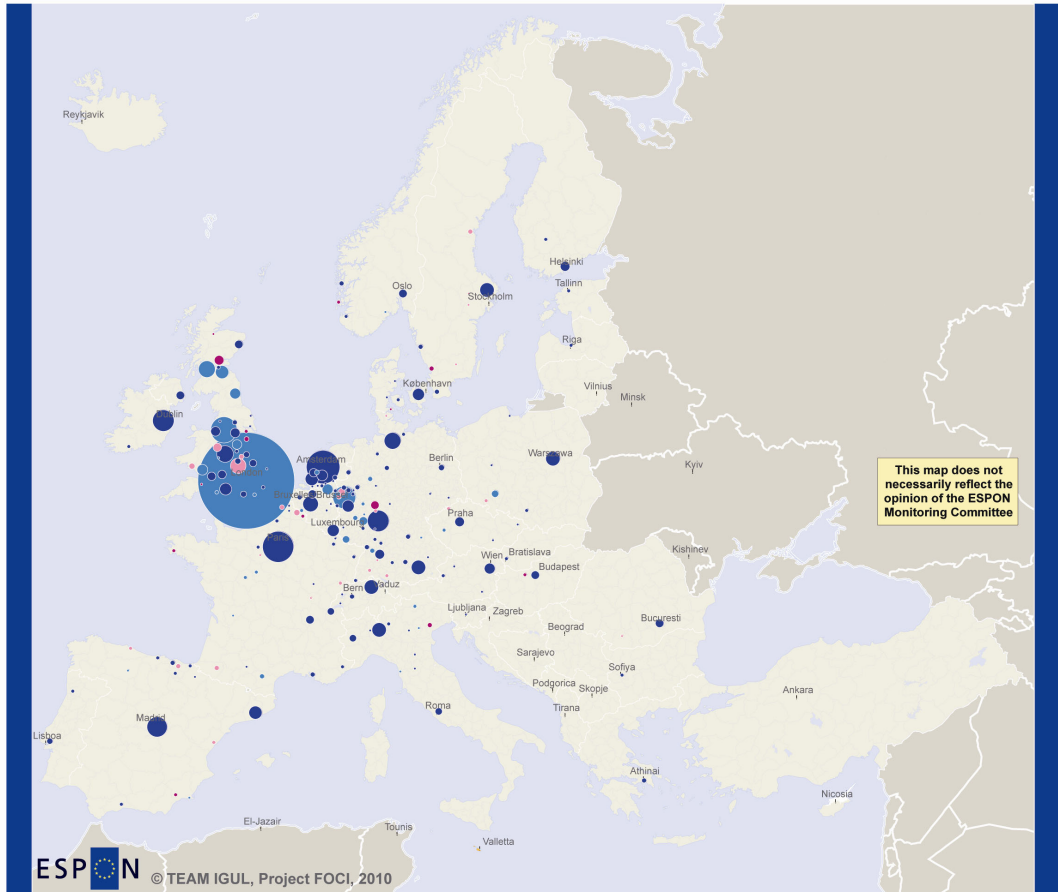 Reykjavik
Helsinki
Oslo
Tallinn
Stockholm
Riga
København
Vilnius
Minsk
Dublin
Amsterdam
Berlin
Warszawa
Kyiv
This map does not
necessarily reflect the
opinion of the ESPON
Monitoring Committee
Luxembourg
Praha
Paris
Wien
Bratislava
Kishinev
Budapest
Bern
Vaduz
Ljubljana
Zagreb
Bucuresti
Beograd
Sarajevo
Sofiya
Podgorica
Skopje
Ankara
Roma
Tirana
Madrid
Lisboa
Athinai
Nicosia
El-Jazair
Tounis
Valletta
ESPON
© TEAM IGUL, Project FOCI, 2010